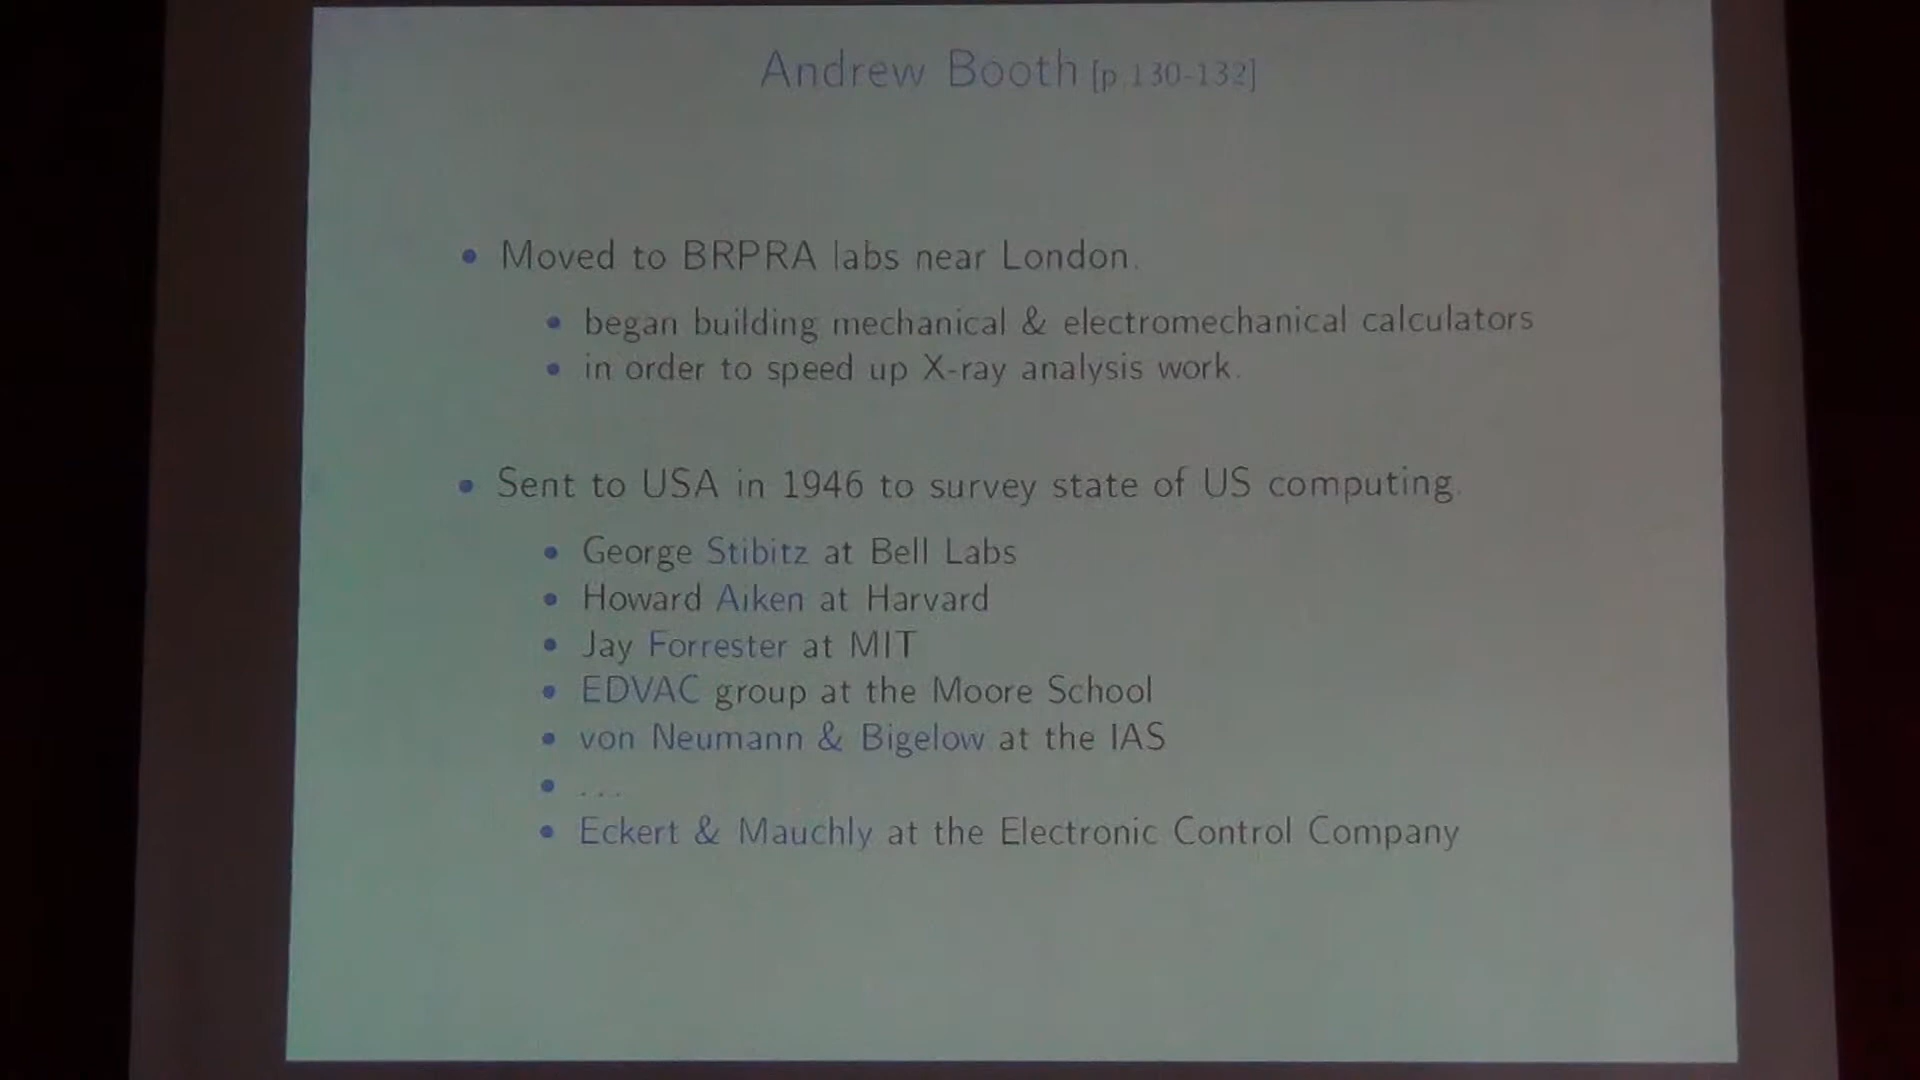 Andrew Booth [p.130-132]
• Moved to BRPRA labs near London.
• began building mechanical & electromechanical calculators
• in order to speed up X-ray analysis work.
• Sent to USA in 1946 to survey state of US computing.
• George Stibitz at Bell Labs
• Howard Aiken at Harvard
• Jay Forrester at MIT
• EDVAC group at the Moore School
• von Neumann & Bigelow at the IAS
• ...
• Eckert & Mauchly at the Electronic Control Company